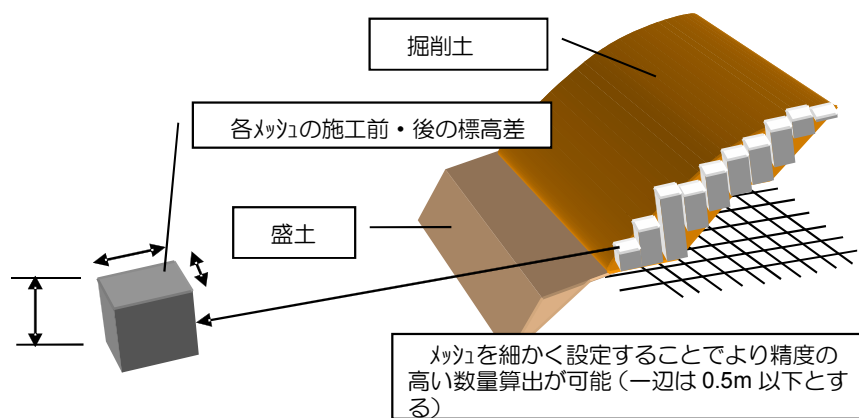 掘削土
各ﾒｯｼｭの施工前・後の標高差
盛土
ﾒｯｼｭを細かく設定することでより精度の
高い数量算出が可能（一辺は 0.5m 以下とす
る）